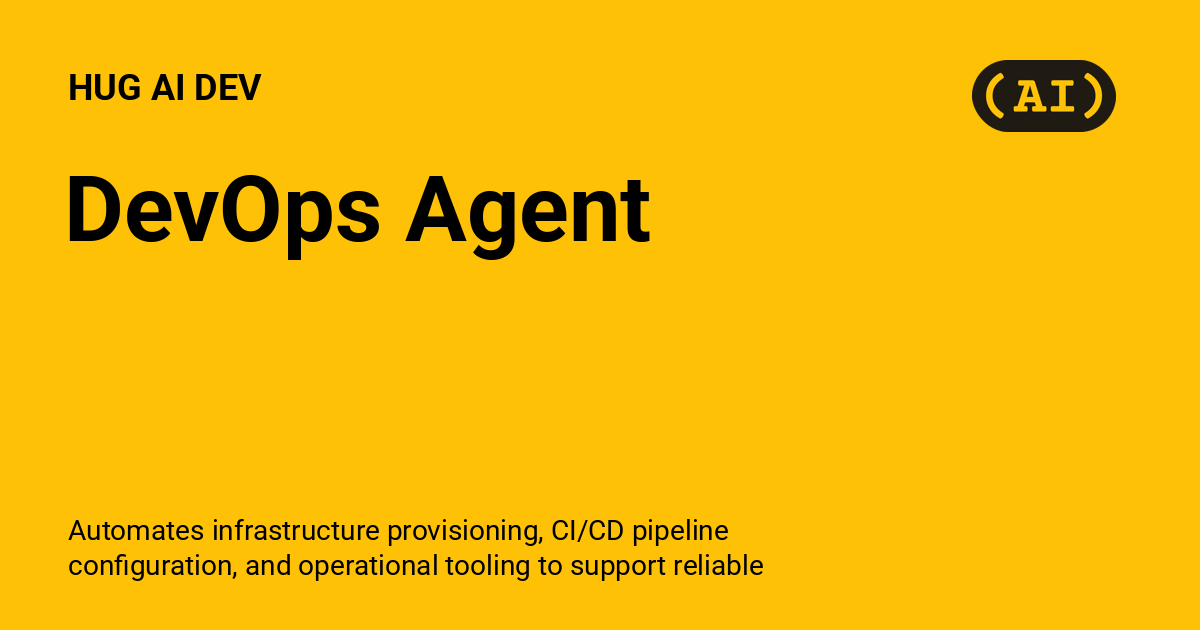 HUG AI DEV
(AI)
DevOps Agent
Automates infrastructure provisioning, CI/CD pipeline
configuration, and operational tooling to support reliable